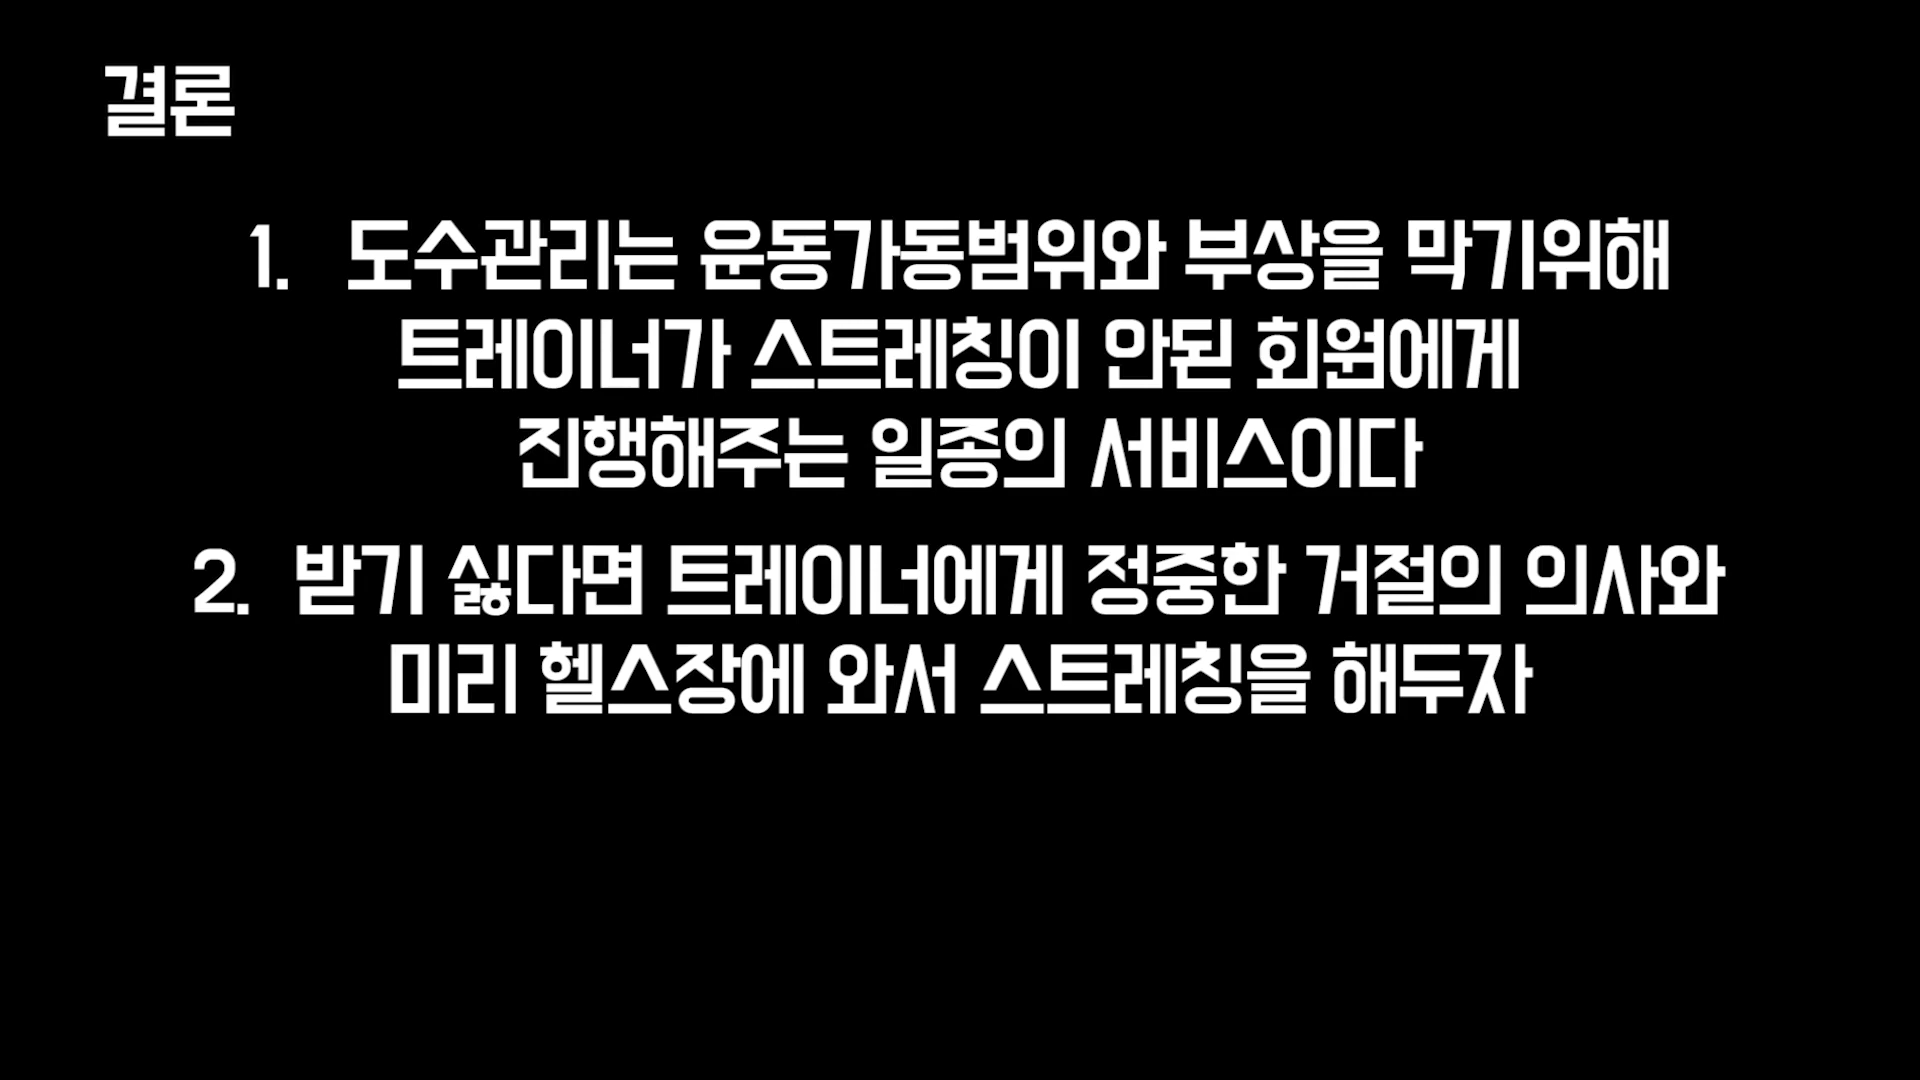 결론
1. 도수관리는 운동가동범위와 부상을 막기위해
트레이너가 스트레칭이 안된 회원에게
진행해주는 일종의 서비스이다
2. 받기 싫다면 트레이너에게 정중한 거절의 의사와
미리 헬스장에 와서 스트레칭을 해두자